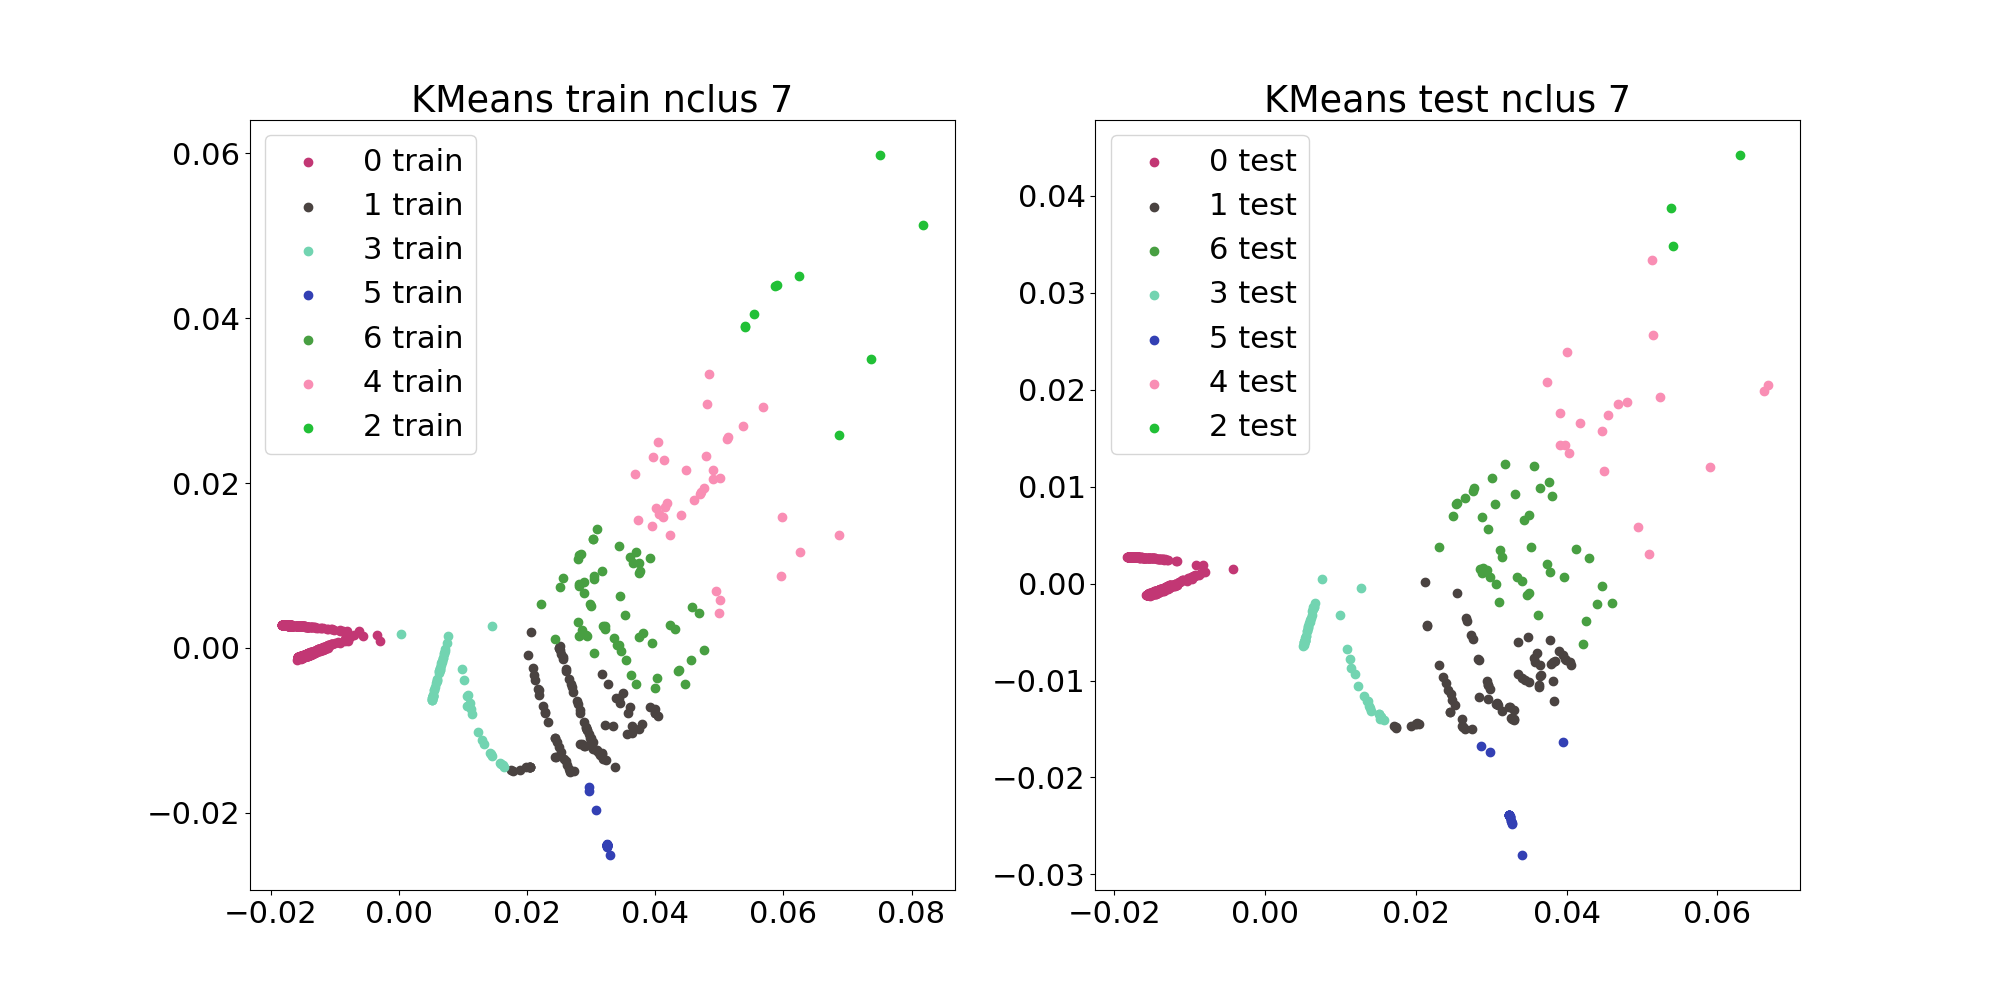 KMeans train nclus 7
0 train
1 train
3 train
5 train
6 train
4 train
2 train
0.06
0.04
0.02
0.00
−0.02
−0.02 0.00 0.02 0.04 0.06 0.08
KMeans test nclus 7
0 test
1 test
6 test
3 test
5 test
4 test
2 test
0.04
0.03
0.02
0.01
0.00
−0.01
−0.02
−0.03
−0.02 0.00 0.02 0.04 0.06